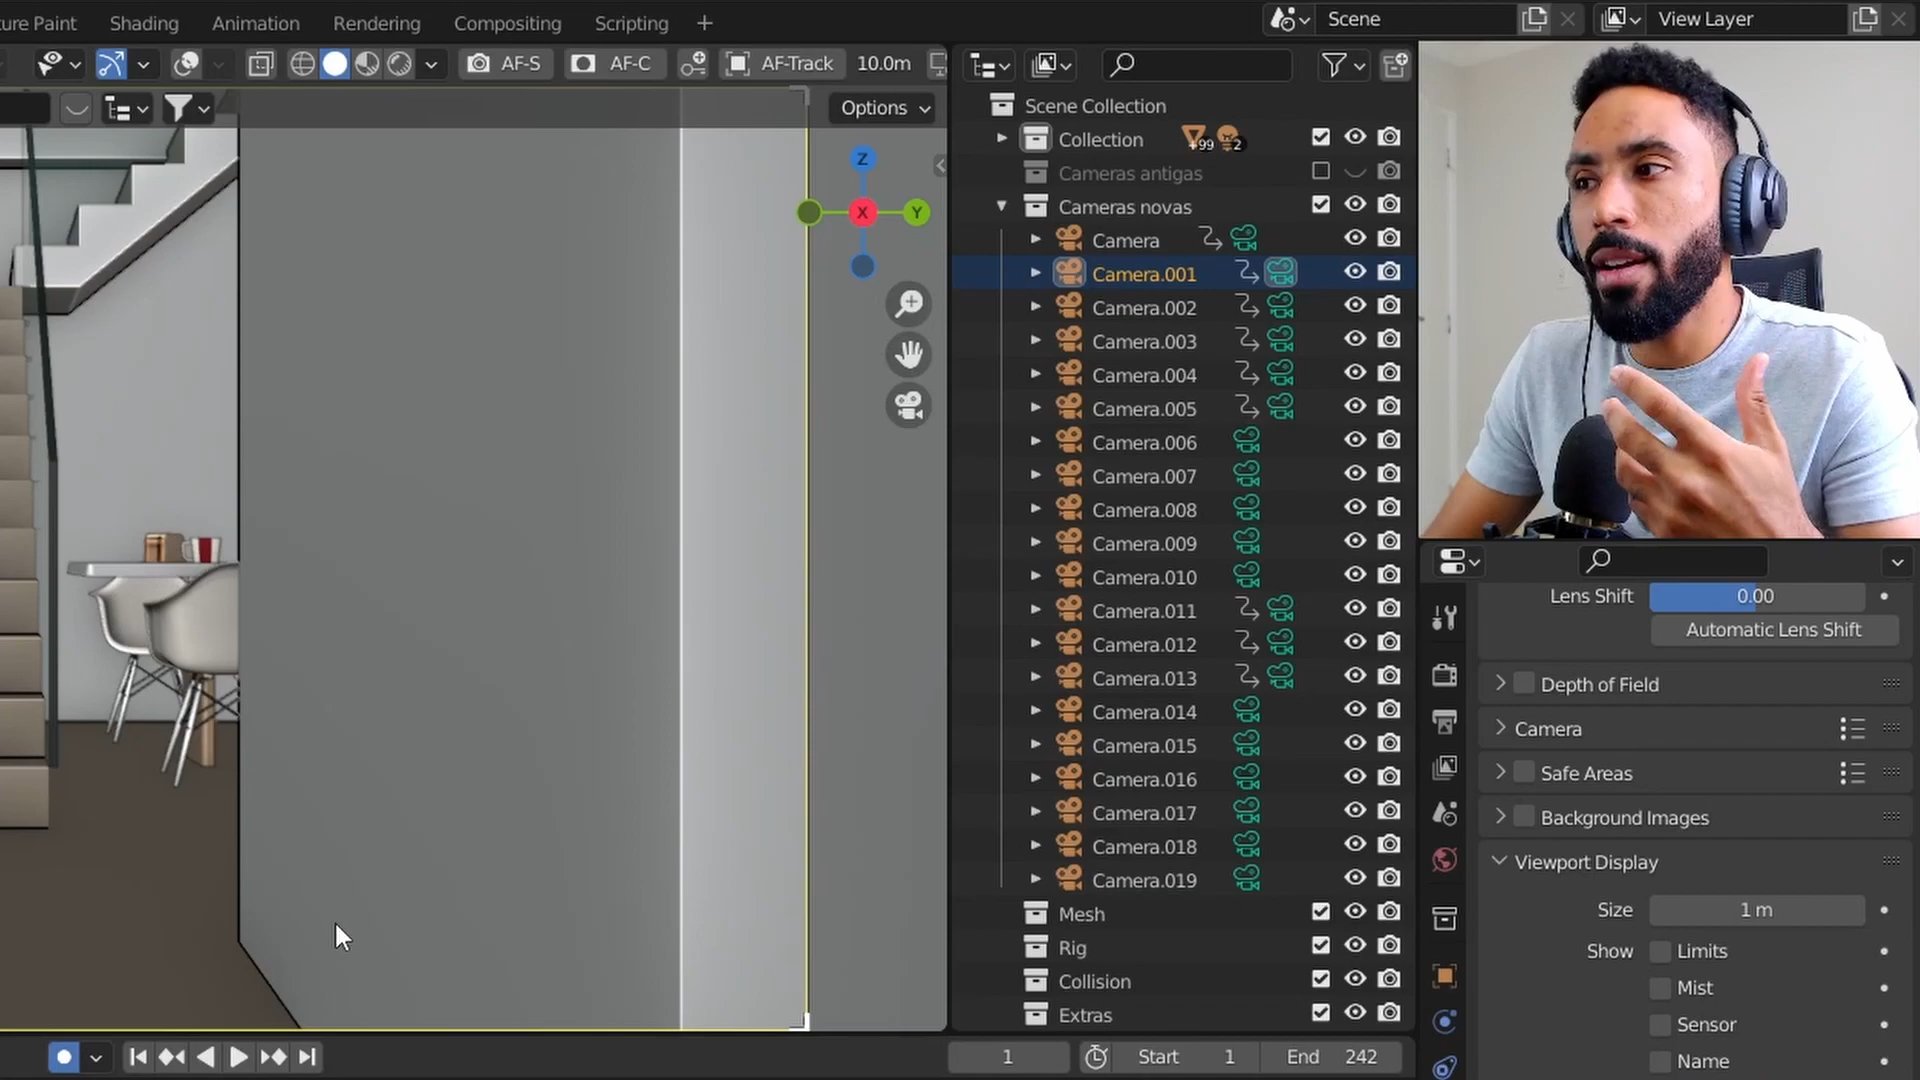 ure Paint Shading Animation Rendering Compositing Scripting + Scene View Layer
AF-S AF-C AF-Track 10.0m
Options
Z
X
Y
Scene Collection
Collection +99 2
Cameras antigas
Cameras novas
Camera
Camera.001
Camera.002
Camera.003
Camera.004
Camera.005
Camera.006
Camera.007
Camera.008
Camera.009
Camera.010
Camera.011
Camera.012
Camera.013
Camera.014
Camera.015
Camera.016
Camera.017
Camera.018
Camera.019
Mesh
Rig
Collision
Extras
Lens Shift 0.00
Automatic Lens Shift
Depth of Field
Camera
Safe Areas
Background Images
Viewport Display
Size 1 m
Show Limits
Mist
Sensor
Name
1 Start 1 End 242